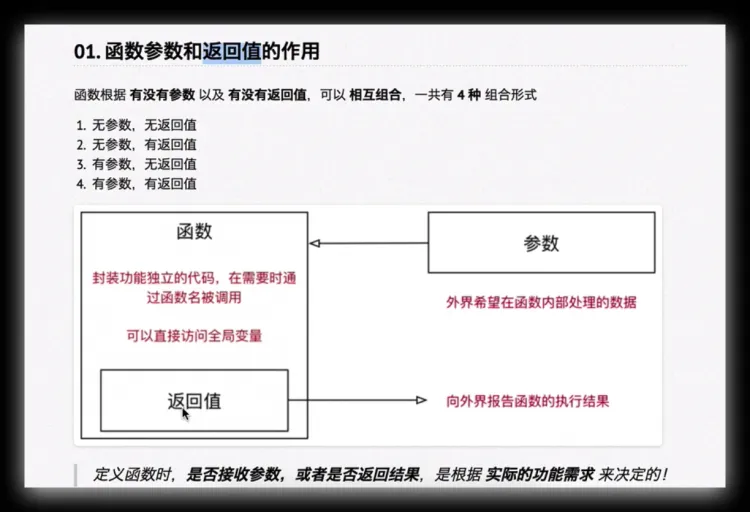 01. 函数参数和返回值的作用
函数根据 有没有参数 以及 有没有返回值，可以 相互组合，一共有 4 种 组合形式
1. 无参数，无返回值
2. 无参数，有返回值
3. 有参数，无返回值
4. 有参数，有返回值
函数
参数
封装功能独立的代码，在需要时通
过函数名被调用
外界希望在函数内部处理的数据
可以直接访问全局变量
返回值
向外界报告函数的执行结果
定义函数时，是否接收参数，或者是否返回结果，是根据 实际的功能需求 来决定的！